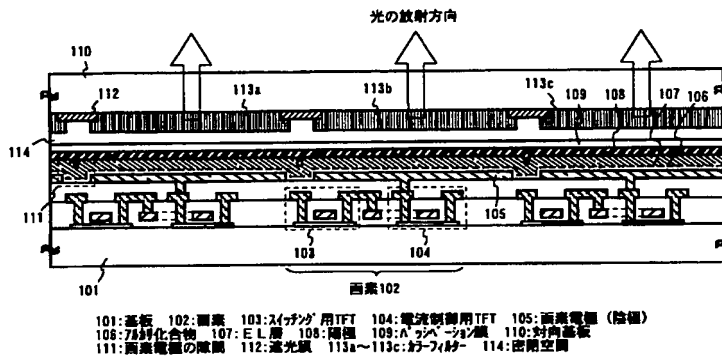 光の放射方向
110
112
113a
113b
113c
109
108
107
106
114
111
105
103
104
101
画素102
101:基板 102:画素 103:スイッチング用TFT 104:電流制御用TFT 105:画素電極(陰極)
106:アルカリ化合物 107:EL層 108:陽極 109:パッシベーション膜 110:対向基板
111:画素電極の隙間 112:遮光膜 113a~113c:カラーフィルター 114:密閉空間